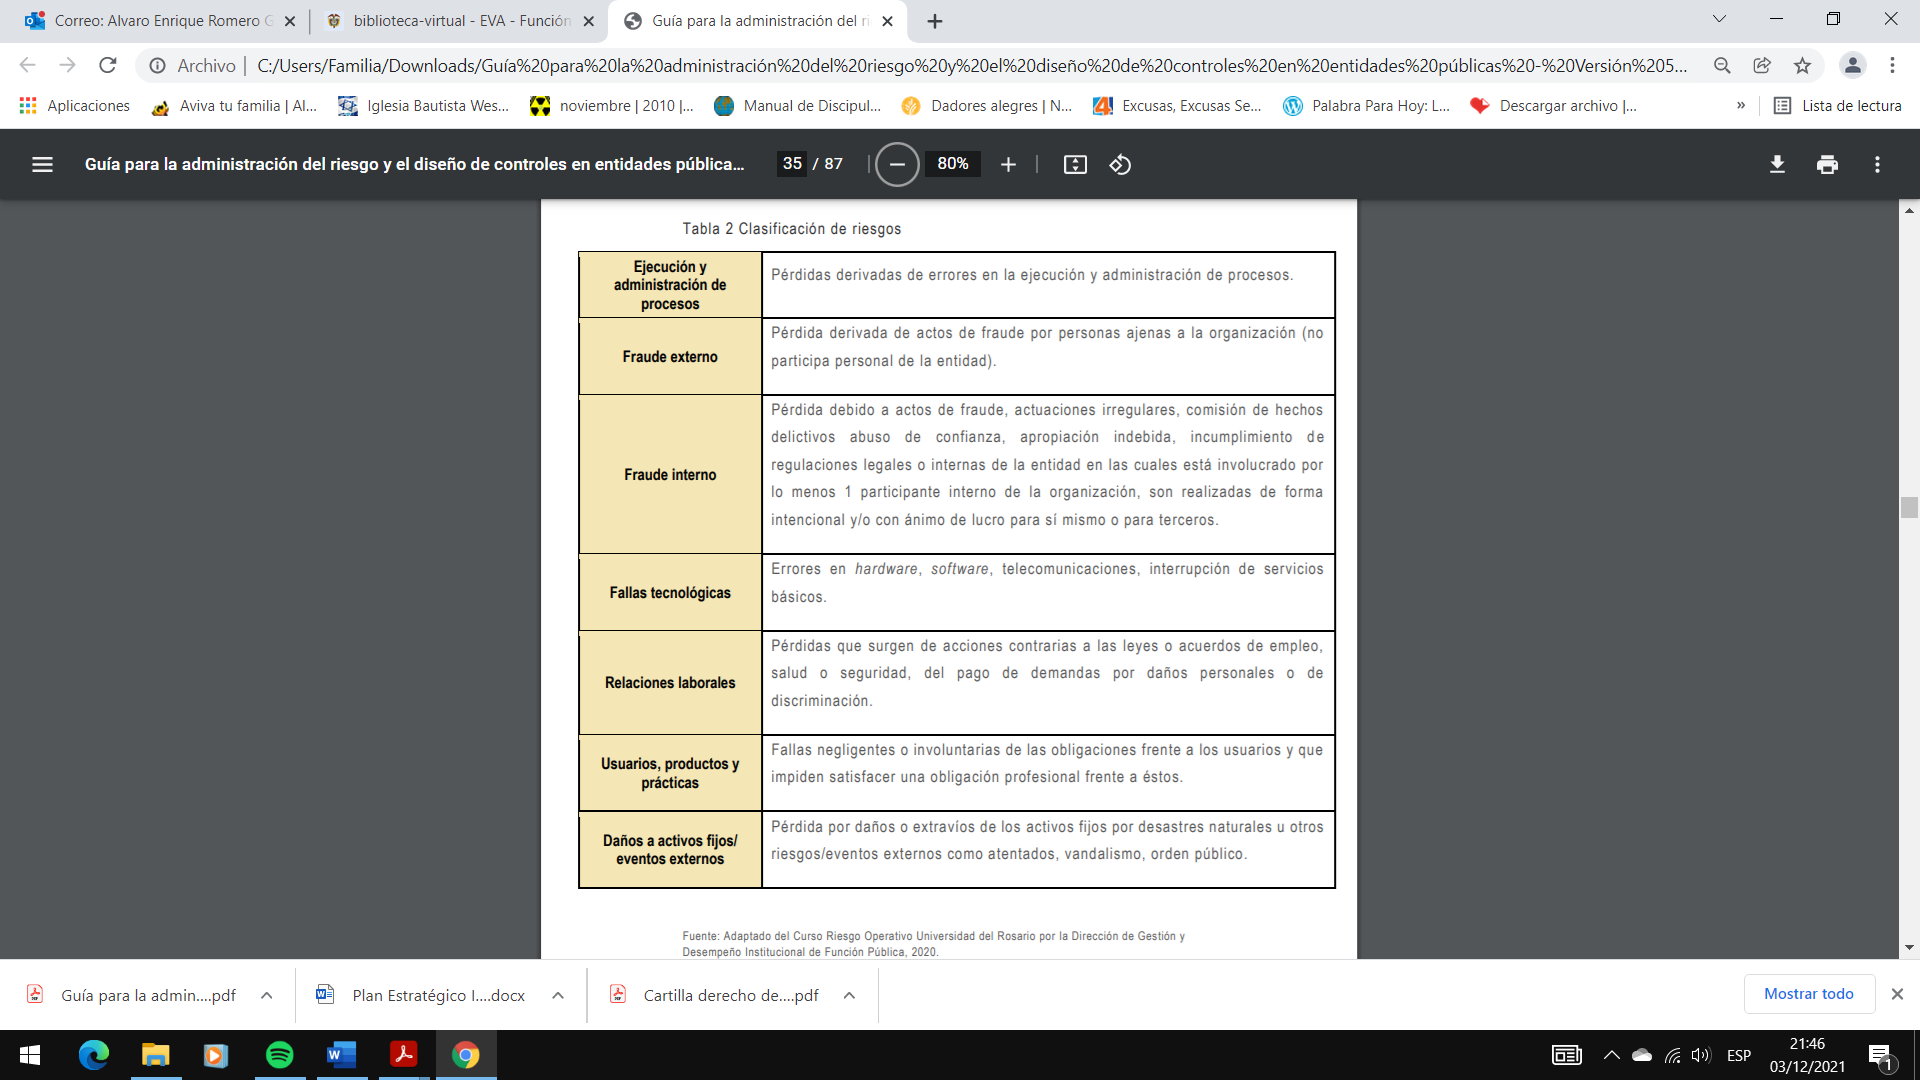 Correo: Alvaro Enrique Romero G
biblioteca-virtual - EVA - Función
Guía para la administración del ri
Archivo
C:/Users/Familia/Downloads/Guía%20para%20la%20administración%20del%20riesgo%20y%20el%20diseño%20de%20controles%20en%20entidades%20públicas%20-%20Versión%205...
Aplicaciones
Aviva tu familia | Al...
Iglesia Bautista Wes...
noviembre | 2010 |...
Manual de Discipul...
Dadores alegres | N...
Excusas, Excusas Se...
Palabra Para Hoy: L...
Descargar archivo |...
»
Lista de lectura
Guía para la administración del riesgo y el diseño de controles en entidades pública...
35 / 87
80%
Tabla 2 Clasificación de riesgos
Ejecución y
administración de
procesos
Pérdidas derivadas de errores en la ejecución y administración de procesos.
Fraude externo
Pérdida derivada de actos de fraude por personas ajenas a la organización (no
participa personal de la entidad).
Fraude interno
Pérdida debido a actos de fraude, actuaciones irregulares, comisión de hechos
delictivos abuso de confianza, apropiación indebida, incumplimiento de
regulaciones legales o internas de la entidad en las cuales está involucrado por
lo menos 1 participante interno de la organización, son realizadas de forma
intencional y/o con ánimo de lucro para sí mismo o para terceros.
Fallas tecnológicas
Errores en hardware, software, telecomunicaciones, interrupción de servicios
básicos.
Relaciones laborales
Pérdidas que surgen de acciones contrarias a las leyes o acuerdos de empleo,
salud o seguridad, del pago de demandas por daños personales o de
discriminación.
Usuarios, productos y
prácticas
Fallas negligentes o involuntarias de las obligaciones frente a los usuarios y que
impiden satisfacer una obligación profesional frente a éstos.
Daños a activos fijos/
eventos externos
Pérdida por daños o extravíos de los activos fijos por desastres naturales u otros
riesgos/eventos externos como atentados, vandalismo, orden público.
Fuente: Adaptado del Curso Riesgo Operativo Universidad del Rosario por la Dirección de Gestión y
Desempeño Institucional de Función Pública, 2020.
Guía para la admin....pdf
Plan Estratégico I....docx
Cartilla derecho de....pdf
Mostrar todo
ESP
21:46
03/12/2021
1